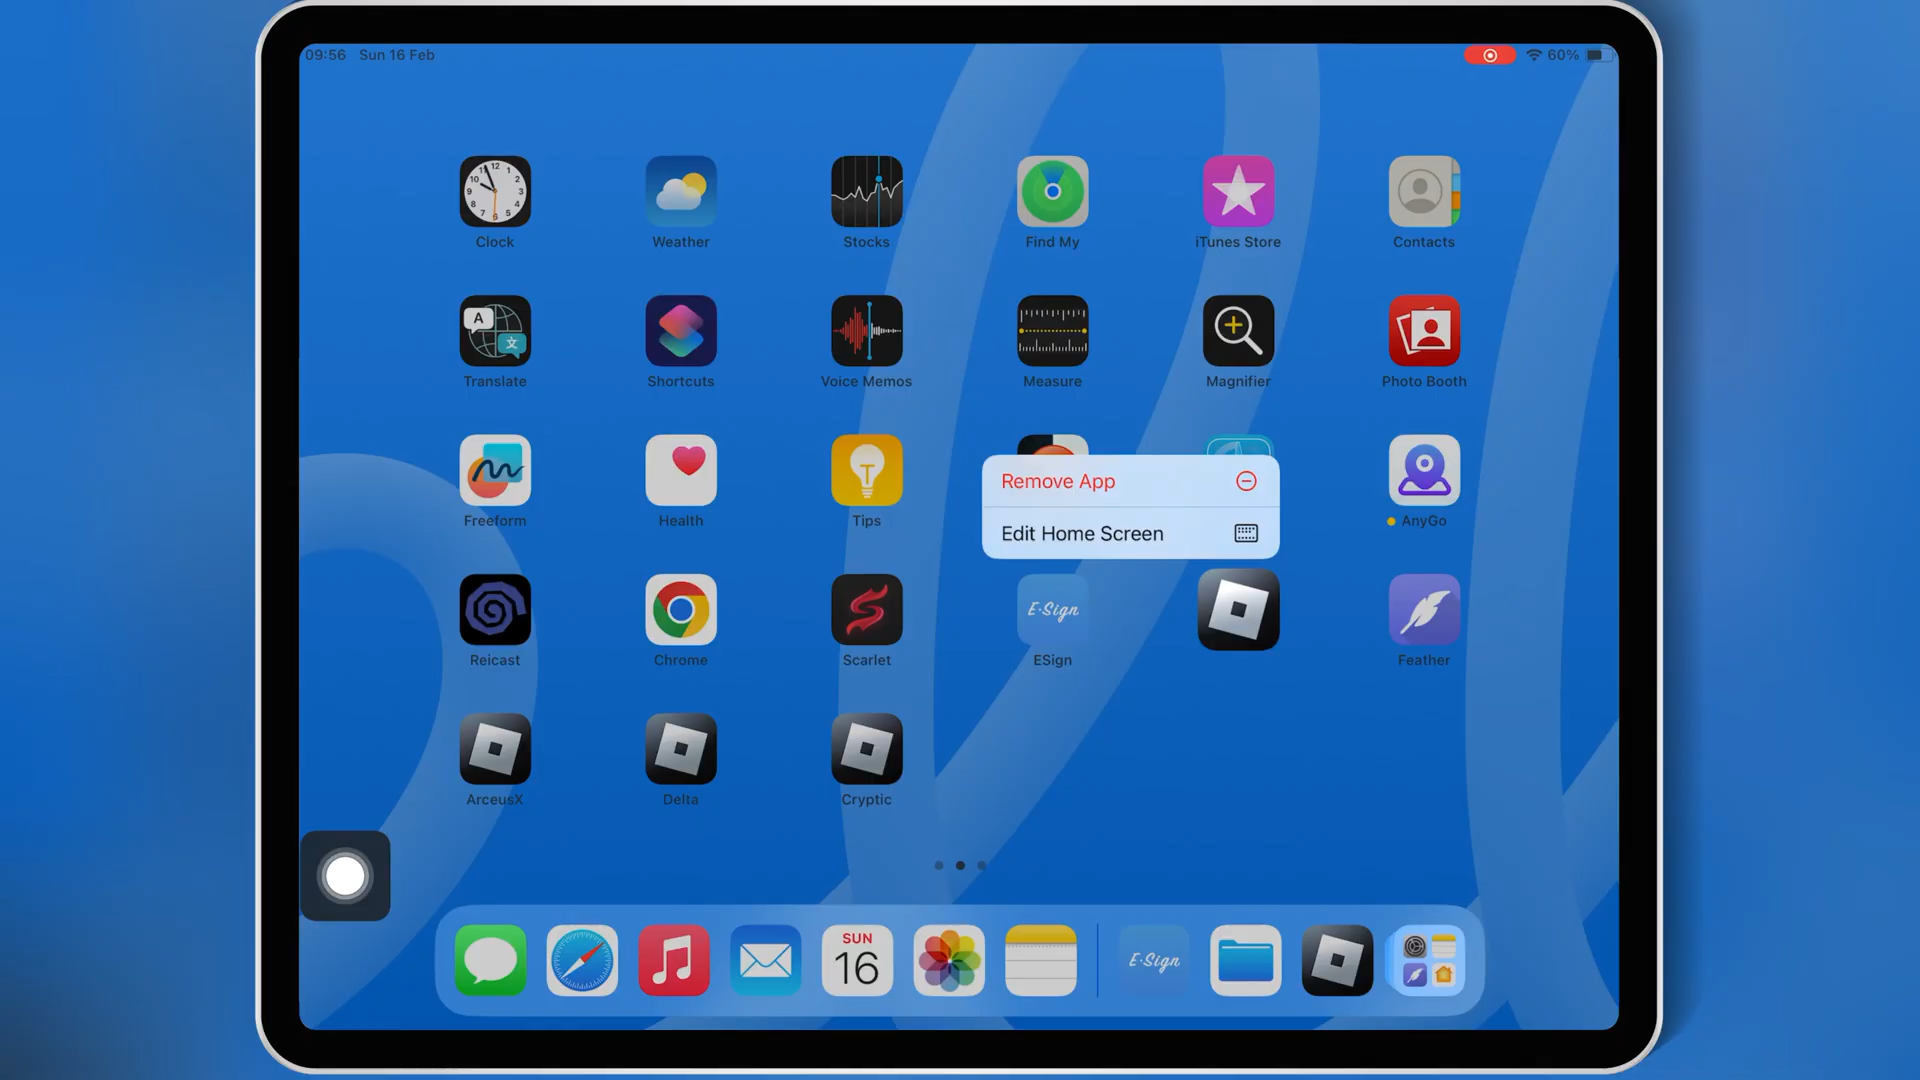 09:56 Sun 16 Feb
60%
Clock
Weather
Stocks
Find My
iTunes Store
Contacts
Translate
Shortcuts
Voice Memos
Measure
Magnifier
Photo Booth
Freeform
Health
Tips
Remove App
Edit Home Screen
AnyGo
Reicast
Chrome
Scarlet
E·Sign
ESign
Feather
ArceusX
Delta
Cryptic
SUN
16
E·Sign